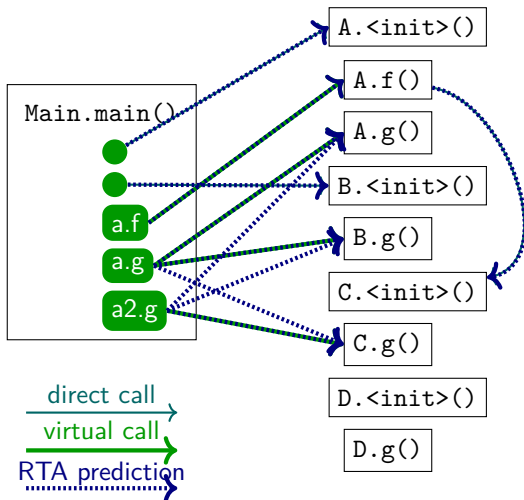 A.<init>()
A.f()
Main.main()
A.g()
B.<init>()
a.f
B.g()
a.g
C.<init>()
a2.g
C.g()
direct call
D.<init>()
virtual call
D.g()
RTA prediction